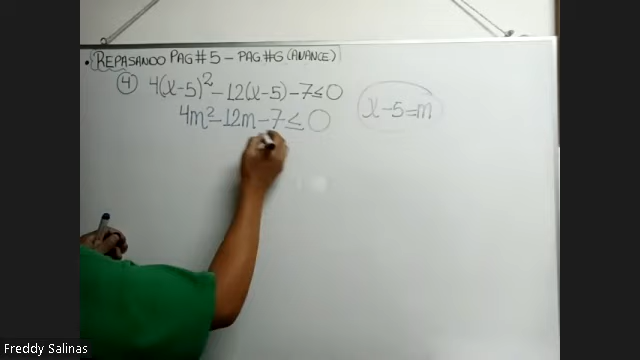 • REPASANDO PAG#5 - PAG#6 (AVANCE)
④ 4(x-5)² - 12(x-5) - 7 ≤ 0
x-5=m
4m² - 12m - 7 ≤ 0
Freddy Salinas